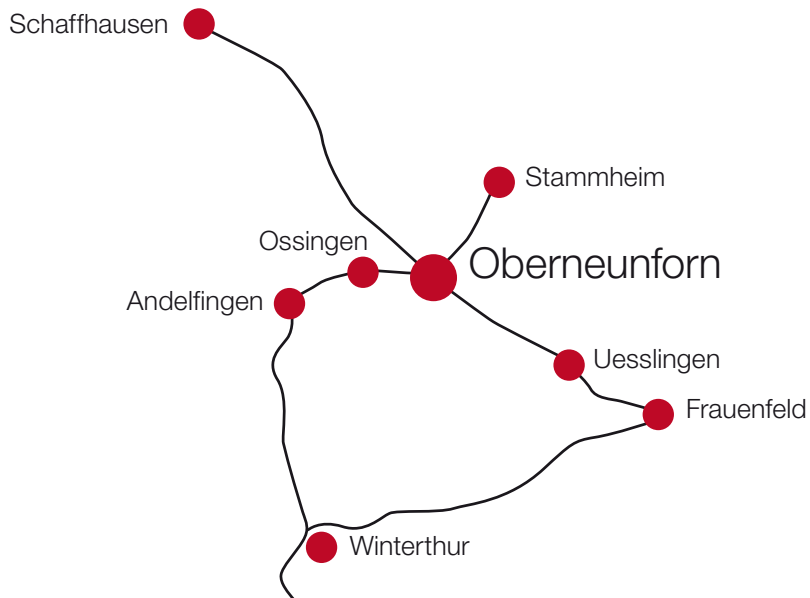 Schaffhausen
Stammheim
Ossingen
Oberneunforn
Andelfingen
Uesslingen
Frauenfeld
Winterthur